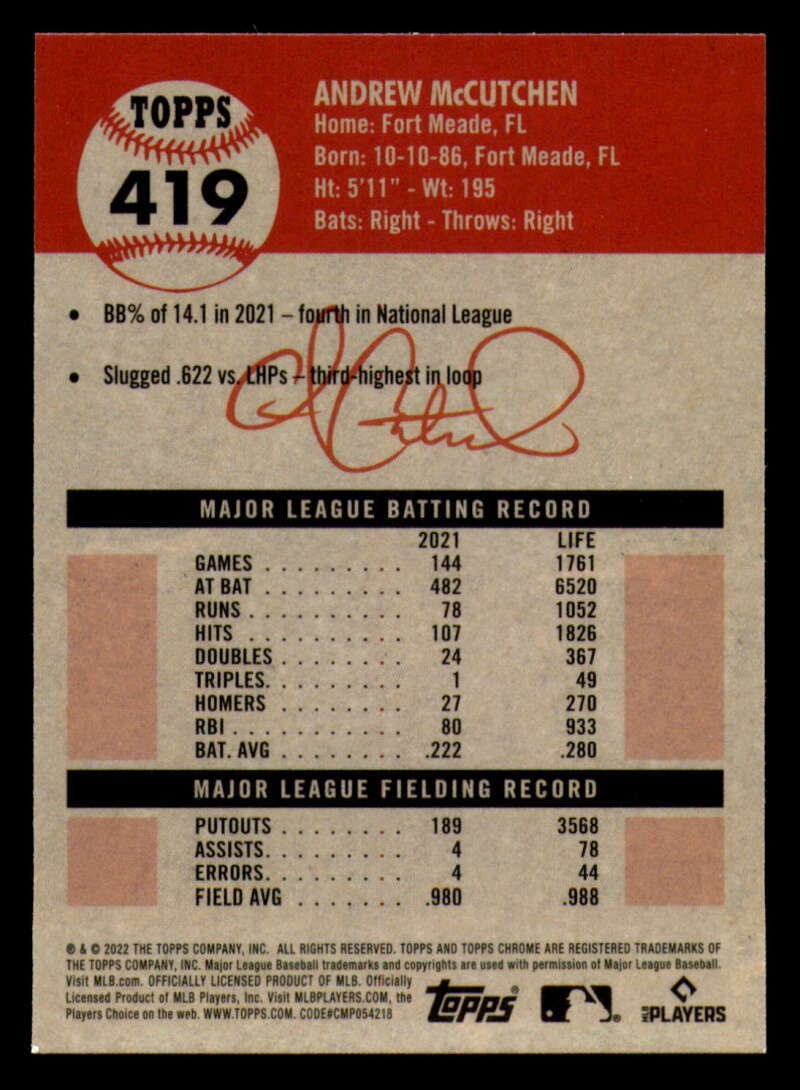 TOPPS
419
ANDREW McCUTCHEN
Home: Fort Meade, FL
Born: 10-10-86, Fort Meade, FL
Ht: 5'11" - Wt: 195
Bats: Right - Throws: Right
• BB% of 14.1 in 2021 – fourth in National League
• Slugged .622 vs. LHPs – third-highest in loop
MAJOR LEAGUE BATTING RECORD
2021 LIFE
GAMES . . . . . . . . . 144 1761
AT BAT . . . . . . . . . 482 6520
RUNS . . . . . . . . . . 78 1052
HITS . . . . . . . . . . 107 1826
DOUBLES . . . . . . . . 24 367
TRIPLES. . . . . . . . . 1 49
HOMERS . . . . . . . . 27 270
RBI . . . . . . . . . . . 80 933
BAT. AVG . . . . . . . . .222 .280
MAJOR LEAGUE FIELDING RECORD
PUTOUTS . . . . . . . . 189 3568
ASSISTS. . . . . . . . . 4 78
ERRORS. . . . . . . . . 4 44
FIELD AVG . . . . . . . .980 .988
® & © 2022 THE TOPPS COMPANY, INC. ALL RIGHTS RESERVED. TOPPS AND TOPPS CHROME ARE REGISTERED TRADEMARKS OF
THE TOPPS COMPANY, INC. Major League Baseball trademarks and copyrights are used with permission of Major League Baseball.
Visit MLB.com. OFFICIALLY LICENSED PRODUCT OF MLB. Officially
Licensed Product of MLB Players, Inc. Visit MLBPLAYERS.COM, the
Players Choice on the web. WWW.TOPPS.COM. CODE#CMP054218
Topps®
®
MLB PLAYERS